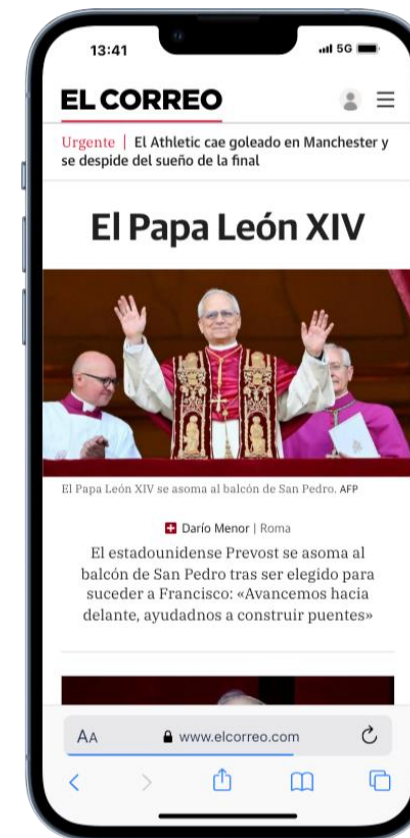 13:41
5G
EL CORREO
Urgente | El Athletic cae goleado en Manchester y
se despide del sueño de la final
El Papa León XIV
El Papa León XIV se asoma al balcón de San Pedro. AFP
Darío Menor | Roma
El estadounidense Prevost se asoma al
balcón de San Pedro tras ser elegido para
suceder a Francisco: «Avancemos hacia
delante, ayudadnos a construir puentes»
AA www.elcorreo.com